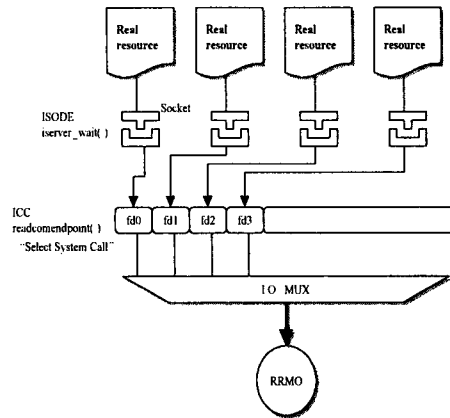 Real
resource
Real
resource
Real
resource
Real
resource
ISODE
iserver_wait( )
Socket
ICC
readcomendpoint( )
"Select System Call"
fd0
fd1
fd2
fd3
I O MUX
RRMO